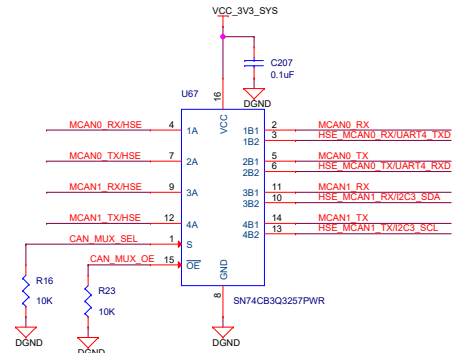 VCC_3V3_SYS
C207
0.1uF
DGND
U67
16
VCC
MCAN0_RX/HSE 4 1A 1B1 2 MCAN0_RX
1B2 3 HSE_MCAN0_RX/UART4_TXD
MCAN0_TX/HSE 7 2A 2B1 5 MCAN0_TX
2B2 6 HSE_MCAN0_TX/UART4_RXD
MCAN1_RX/HSE 9 3A 3B1 11 MCAN1_RX
3B2 10 HSE_MCAN1_RX/I2C3_SDA
MCAN1_TX/HSE 12 4A 4B1 14 MCAN1_TX
4B2 13 HSE_MCAN1_TX/I2C3_SCL
CAN_MUX_SEL 1 S
CAN_MUX_OE 15 OE
GND
8
SN74CB3Q3257PWR
R16
10K
R23
10K
DGND
DGND
DGND